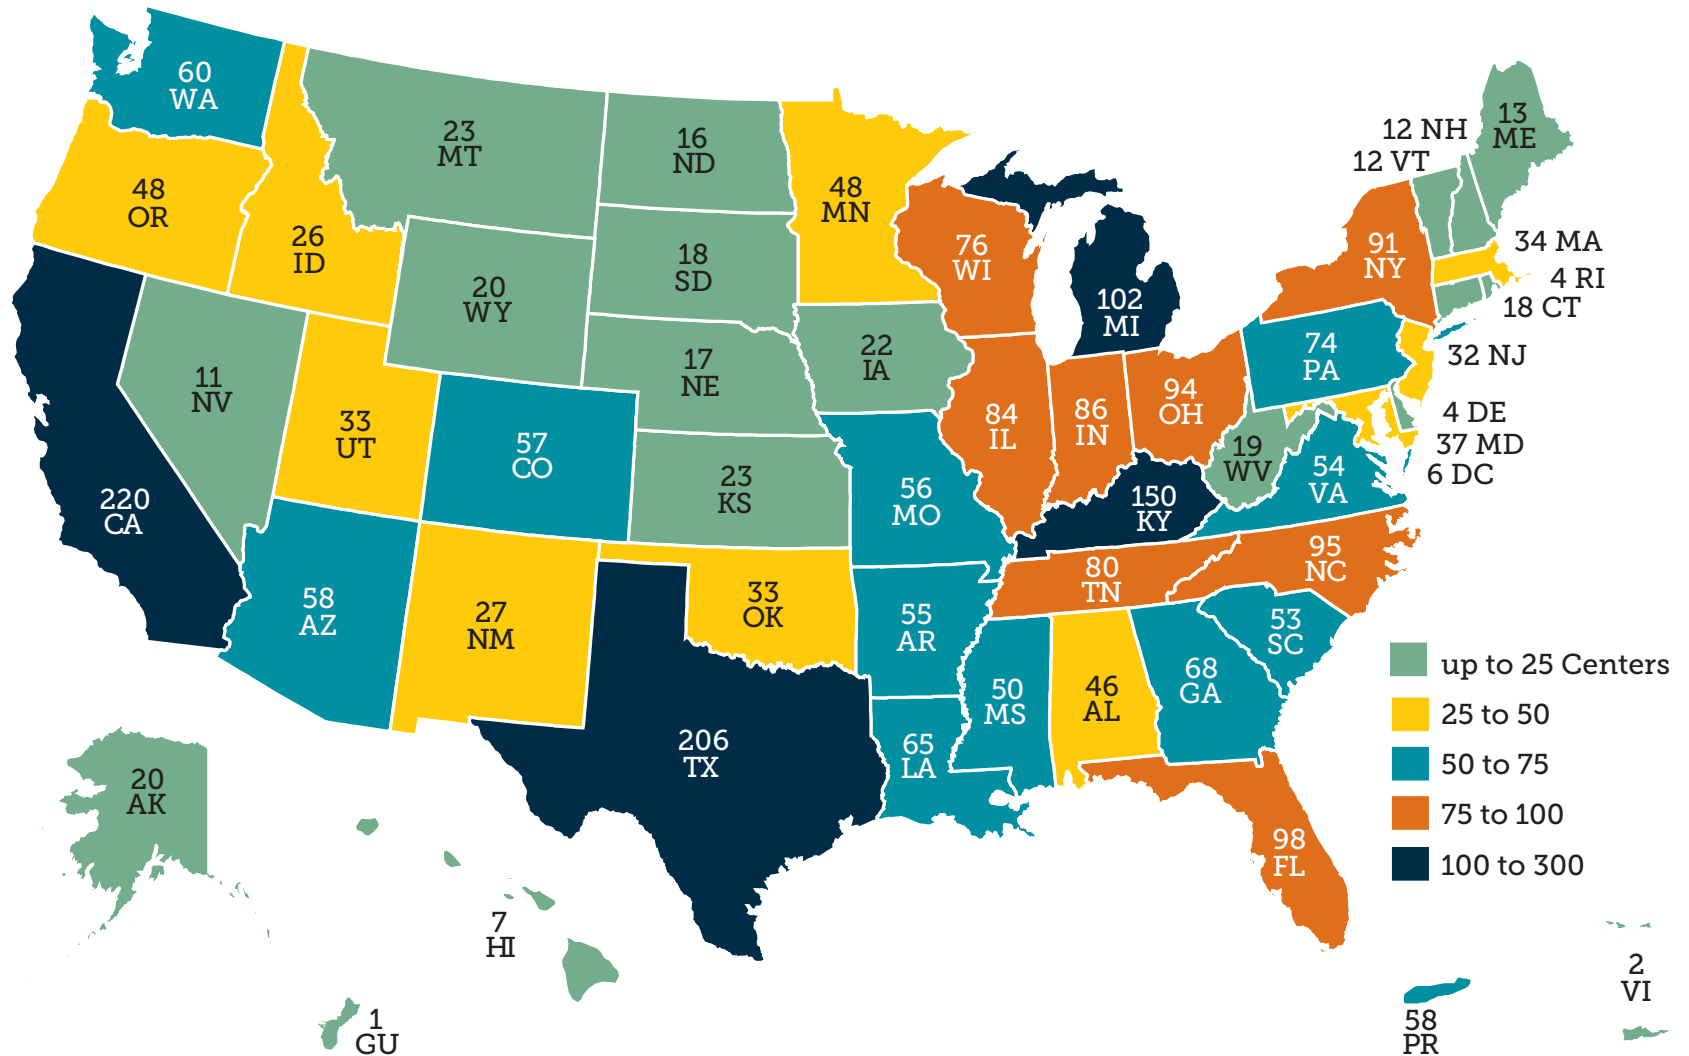 60
WA
48
OR
26
ID
23
MT
16
ND
48
MN
18
SD
20
WY
17
NE
22
IA
76
WI
102
MI
12 NH
12 VT
13
ME
91
NY
34 MA
4 RI
18 CT
32 NJ
74
PA
4 DE
37 MD
6 DC
11
NV
33
UT
57
CO
23
KS
56
MO
84
IL
86
IN
94
OH
19
WV
54
VA
220
CA
150
KY
95
NC
80
TN
58
AZ
27
NM
33
OK
55
AR
53
SC
50
MS
46
AL
68
GA
206
TX
65
LA
98
FL
up to 25 Centers
25 to 50
50 to 75
75 to 100
100 to 300
20
AK
7
HI
1
GU
58
PR
2
VI